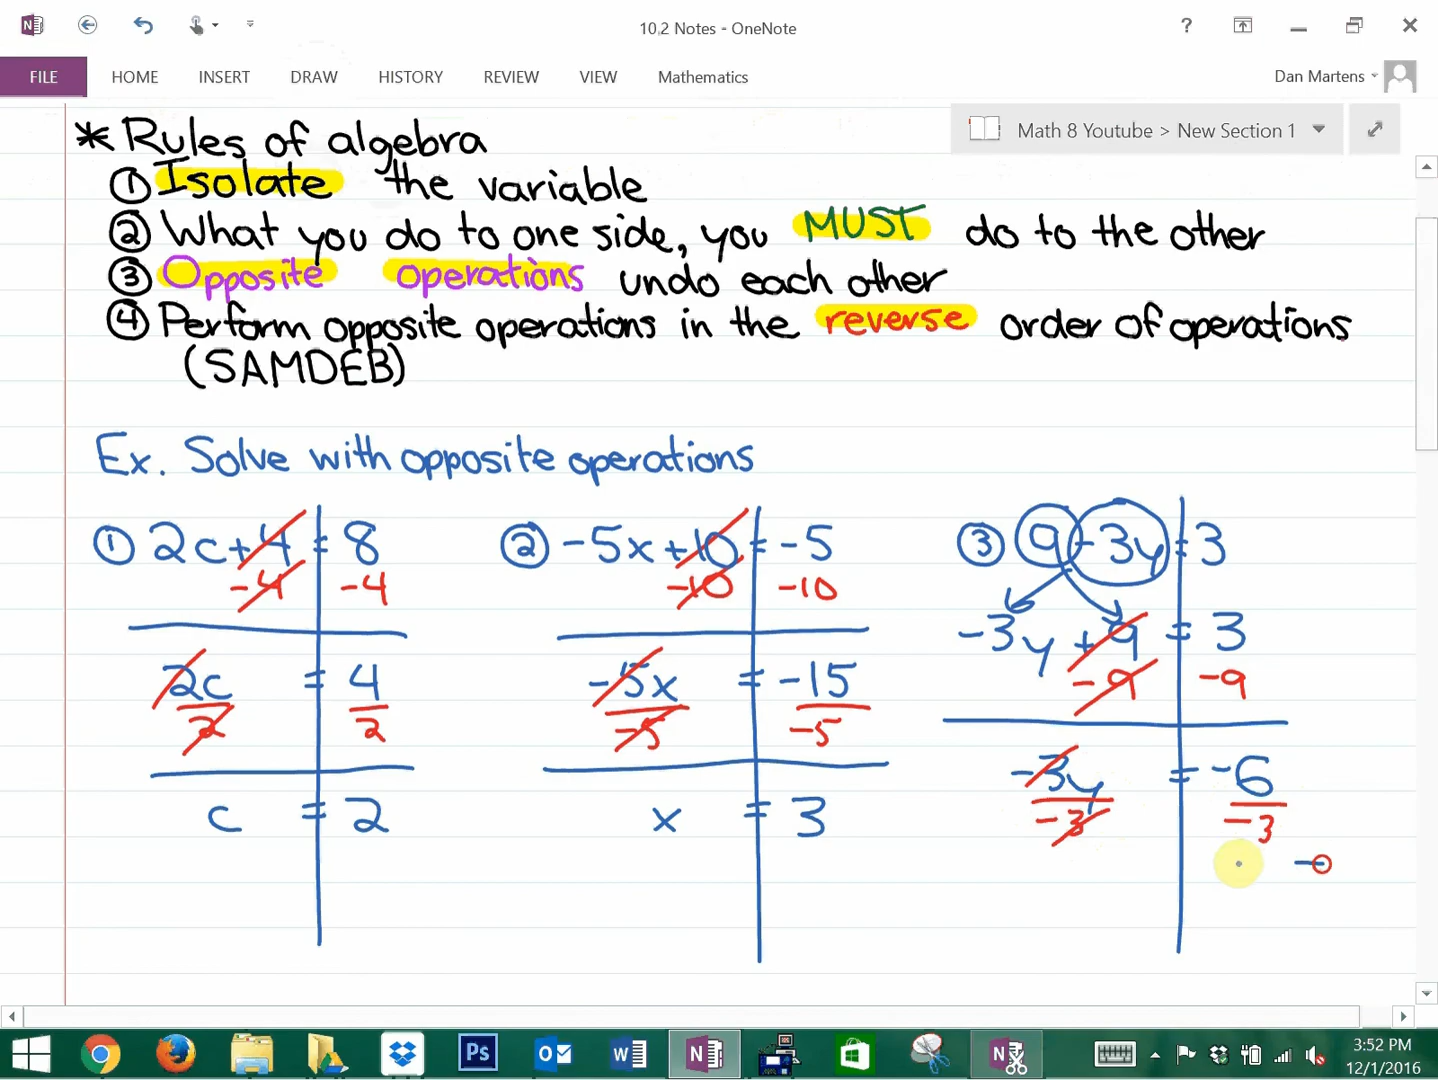 10.2 Notes - OneNote
?
FILE HOME INSERT DRAW HISTORY REVIEW VIEW Mathematics
Dan Martens
Math 8 Youtube > New Section 1
* Rules of algebra
① Isolate the variable
② What you do to one side, you MUST do to the other
③ Opposite operations undo each other
④ Perform opposite operations in the reverse order of operations
(SAMDEB)
Ex. Solve with opposite operations
① 2c+4 = 8
-4 -4
2c = 4
2 2
c = 2
② -5x+10 = -5
-10 -10
-5x = -15
-5 -5
x = 3
③ 9-3y = 3
-3y+9 = 3
-9 -9
-3y = -6
-3 -3
Ps
3:52 PM
12/1/2016